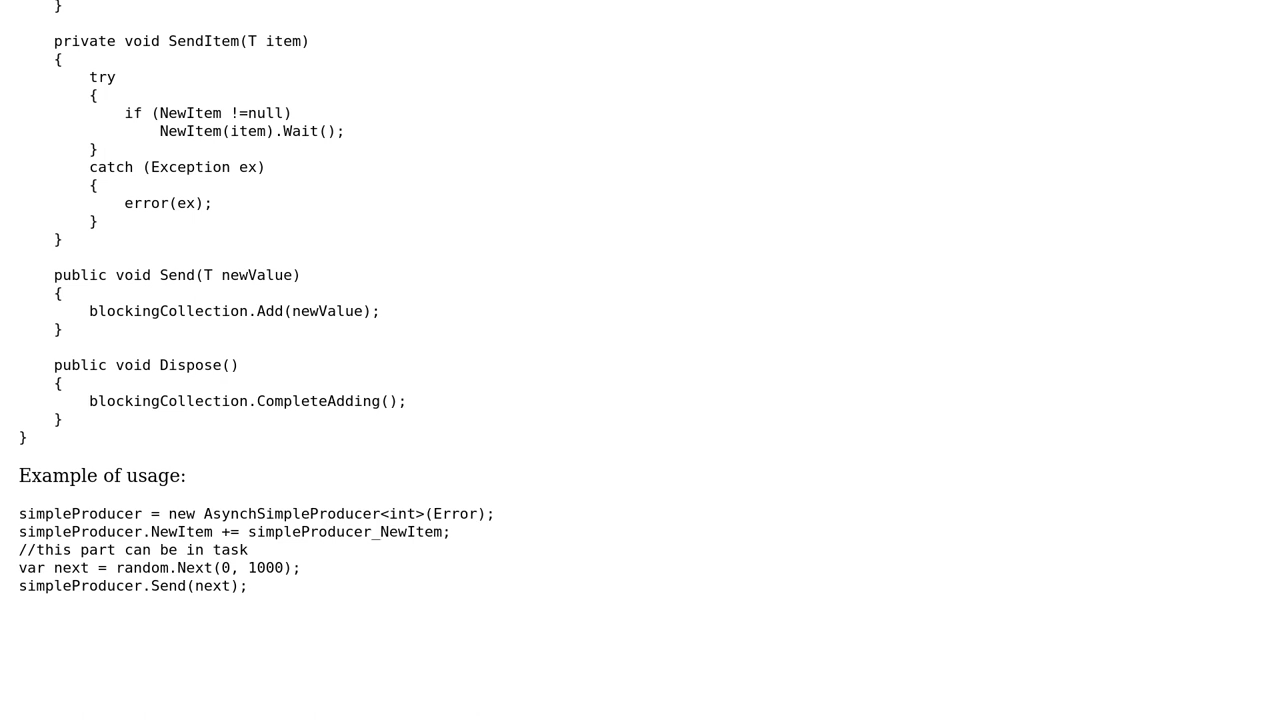 }

    private void SendItem(T item)
    {
        try
        {
            if (NewItem !=null)
                NewItem(item).Wait();
        }
        catch (Exception ex)
        {
            error(ex);
        }
    }

    public void Send(T newValue)
    {
        blockingCollection.Add(newValue);
    }

    public void Dispose()
    {
        blockingCollection.CompleteAdding();
    }
}
Example of usage:
simpleProducer = new AsynchSimpleProducer<int>(Error);
simpleProducer.NewItem += simpleProducer_NewItem;
//this part can be in task
var next = random.Next(0, 1000);
simpleProducer.Send(next);